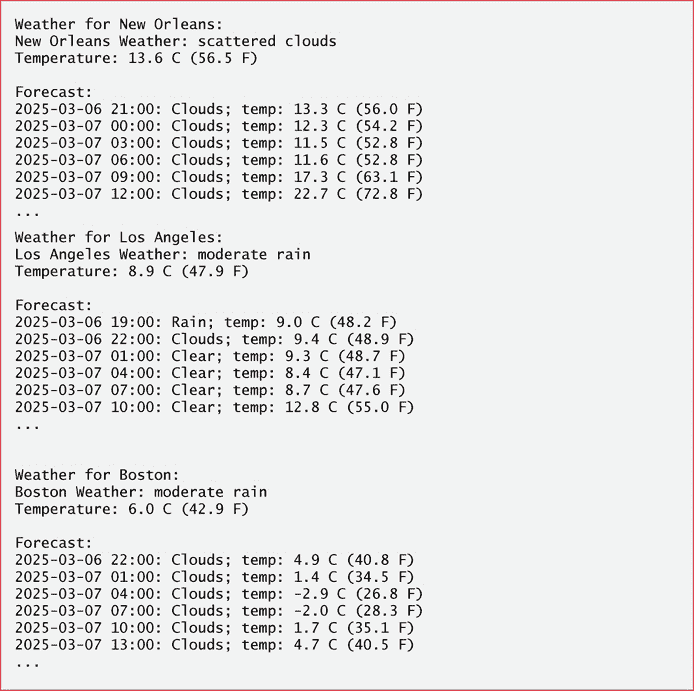 Weather for New Orleans:
New Orleans Weather: scattered clouds
Temperature: 13.6 C (56.5 F)
Forecast:
2025-03-06 21:00: Clouds; temp: 13.3 C (56.0 F)
2025-03-07 00:00: Clouds; temp: 12.3 C (54.2 F)
2025-03-07 03:00: Clouds; temp: 11.5 C (52.8 F)
2025-03-07 06:00: Clouds; temp: 11.6 C (52.8 F)
2025-03-07 09:00: Clouds; temp: 17.3 C (63.1 F)
2025-03-07 12:00: Clouds; temp: 22.7 C (72.8 F)
...
Weather for Los Angeles:
Los Angeles Weather: moderate rain
Temperature: 8.9 C (47.9 F)
Forecast:
2025-03-06 19:00: Rain; temp: 9.0 C (48.2 F)
2025-03-06 22:00: Clouds; temp: 9.4 C (48.9 F)
2025-03-07 01:00: Clear; temp: 9.3 C (48.7 F)
2025-03-07 04:00: Clear; temp: 8.4 C (47.1 F)
2025-03-07 07:00: Clear; temp: 8.7 C (47.6 F)
2025-03-07 10:00: Clear; temp: 12.8 C (55.0 F)
...
Weather for Boston:
Boston Weather: moderate rain
Temperature: 6.0 C (42.9 F)
Forecast:
2025-03-06 22:00: Clouds; temp: 4.9 C (40.8 F)
2025-03-07 01:00: Clouds; temp: 1.4 C (34.5 F)
2025-03-07 04:00: Clouds; temp: -2.9 C (26.8 F)
2025-03-07 07:00: Clouds; temp: -2.0 C (28.3 F)
2025-03-07 10:00: Clouds; temp: 1.7 C (35.1 F)
2025-03-07 13:00: Clouds; temp: 4.7 C (40.5 F)
...